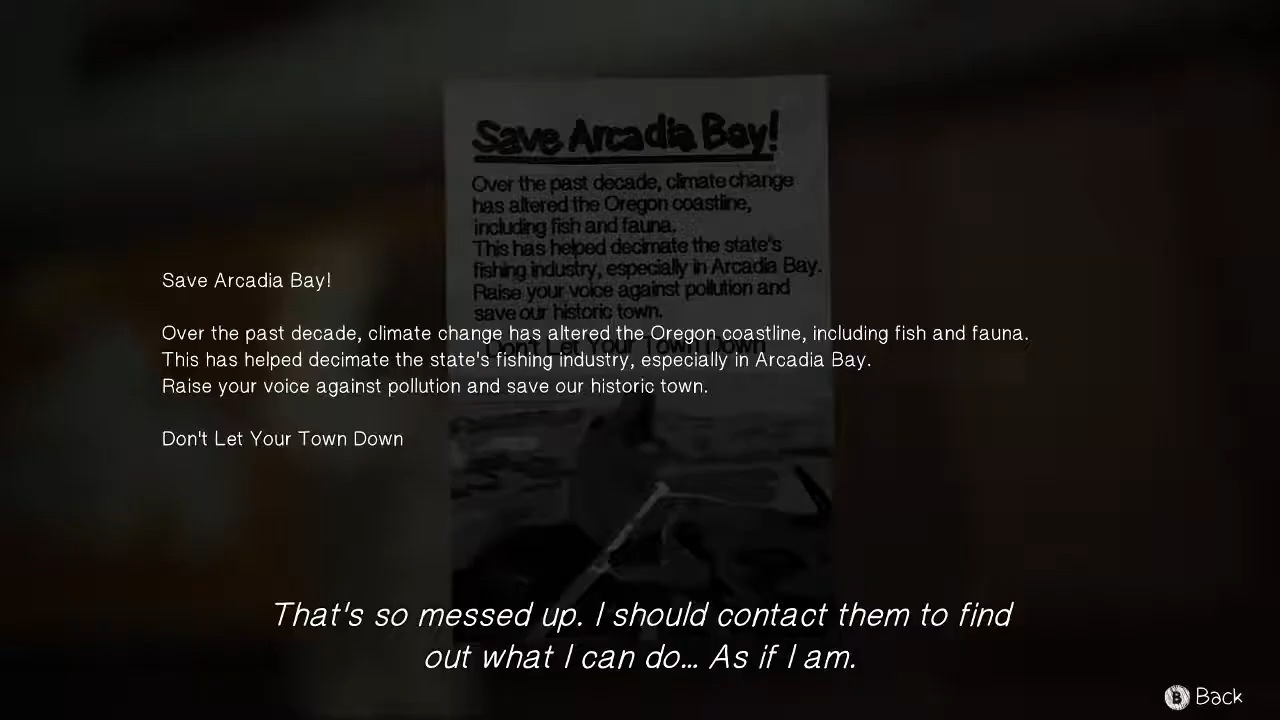 Save Arcadia Bay!
Over the past decade, climate change
has altered the Oregon coastline,
including fish and fauna.
This has helped decimate the state's
fishing industry, especially in Arcadia Bay.
Raise your voice against pollution and
save our historic town.
Don't Let Your Town Down
Save Arcadia Bay!
Over the past decade, climate change has altered the Oregon coastline, including fish and fauna.
This has helped decimate the state's fishing industry, especially in Arcadia Bay.
Raise your voice against pollution and save our historic town.
Don't Let Your Town Down
That's so messed up. I should contact them to find
out what I can do... As if I am.
B Back